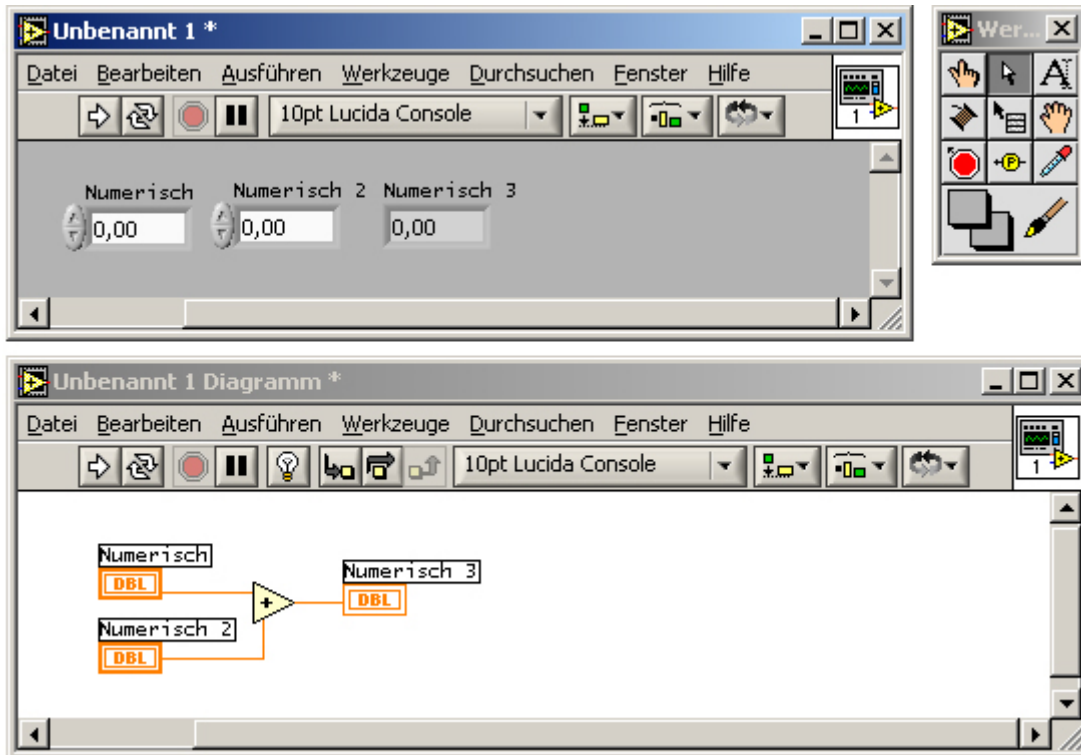 Unbenannt 1 *
Datei Bearbeiten Ausführen Werkzeuge Durchsuchen Fenster Hilfe
10pt Lucida Console
1
Numerisch Numerisch 2 Numerisch 3
0,00 0,00 0,00
Wer...
A
P
Unbenannt 1 Diagramm *
Datei Bearbeiten Ausführen Werkzeuge Durchsuchen Fenster Hilfe
10pt Lucida Console
1
Numerisch
DBL
Numerisch 3
+
DBL
Numerisch 2
DBL